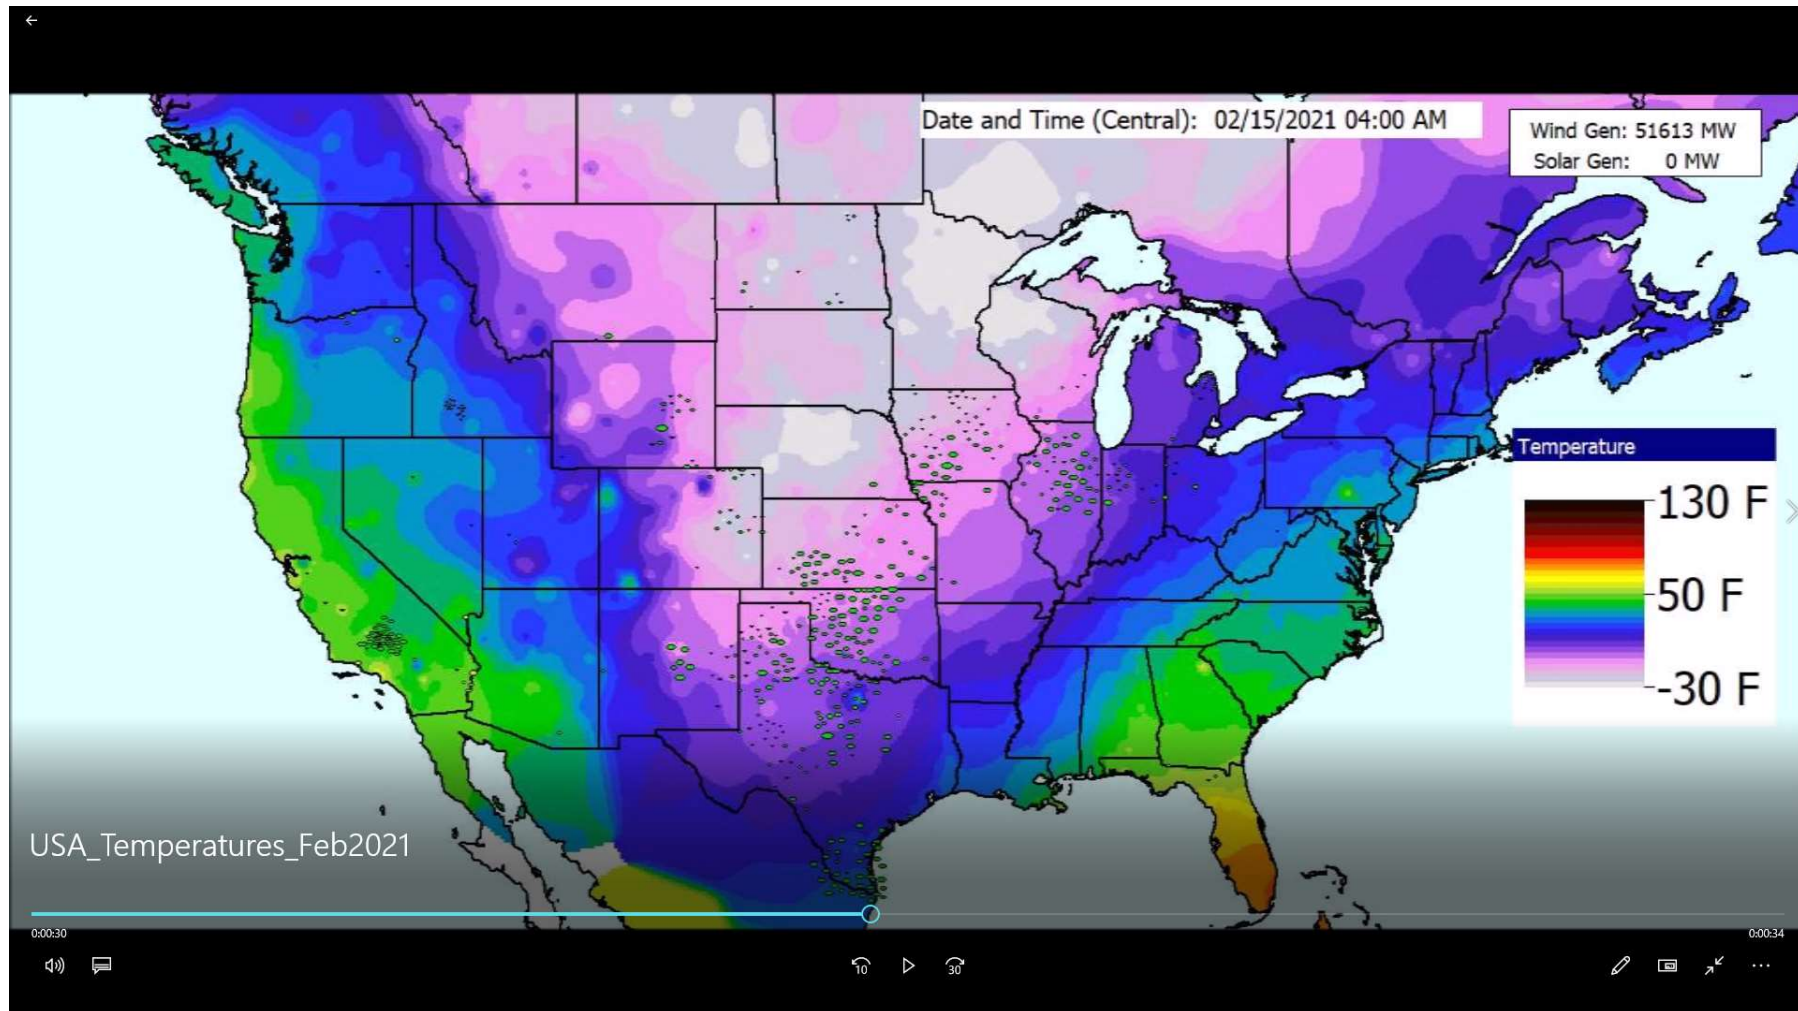 Date and Time (Central): 02/15/2021 04:00 AM
Wind Gen: 51613 MW
Solar Gen: 0 MW
Temperature
130 F
50 F
-30 F
USA_Temperatures_Feb2021
0:00:30
0:00:34
10
30